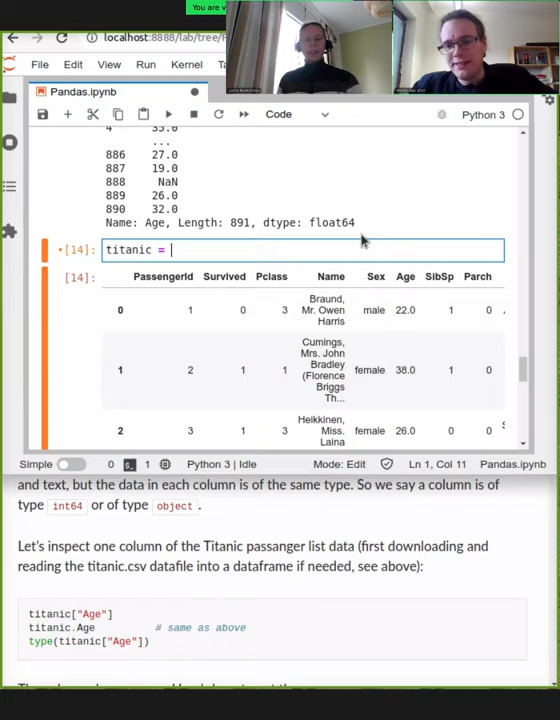 You are v
localhost:8888/lab/tree/
File Edit View Run Kernel
Pandas.ipynb
Code Python 3
4 35.0
...
886 27.0
887 19.0
888 NaN
889 26.0
890 32.0
Name: Age, Length: 891, dtype: float64
[14]: titanic =
[14]: PassengerId Survived Pclass Name Sex Age SibSp Parch
0 1 0 3 Braund, Mr. Owen Harris male 22.0 1 0
1 2 1 1 Cumings, Mrs. John Bradley (Florence Briggs Th... female 38.0 1 0
2 3 1 3 Heikkinen, Miss. Laina female 26.0 0 0
Simple 0 1 Python 3 | Idle Mode: Edit Ln 1, Col 11 Pandas.ipynb
and text, but the data in each column is of the same type. So we say a column is of
type int64 or of type object.
Let's inspect one column of the Titanic passanger list data (first downloading and
reading the titanic.csv datafile into a dataframe if needed, see above):
titanic["Age"]
titanic.Age # same as above
type(titanic["Age"])